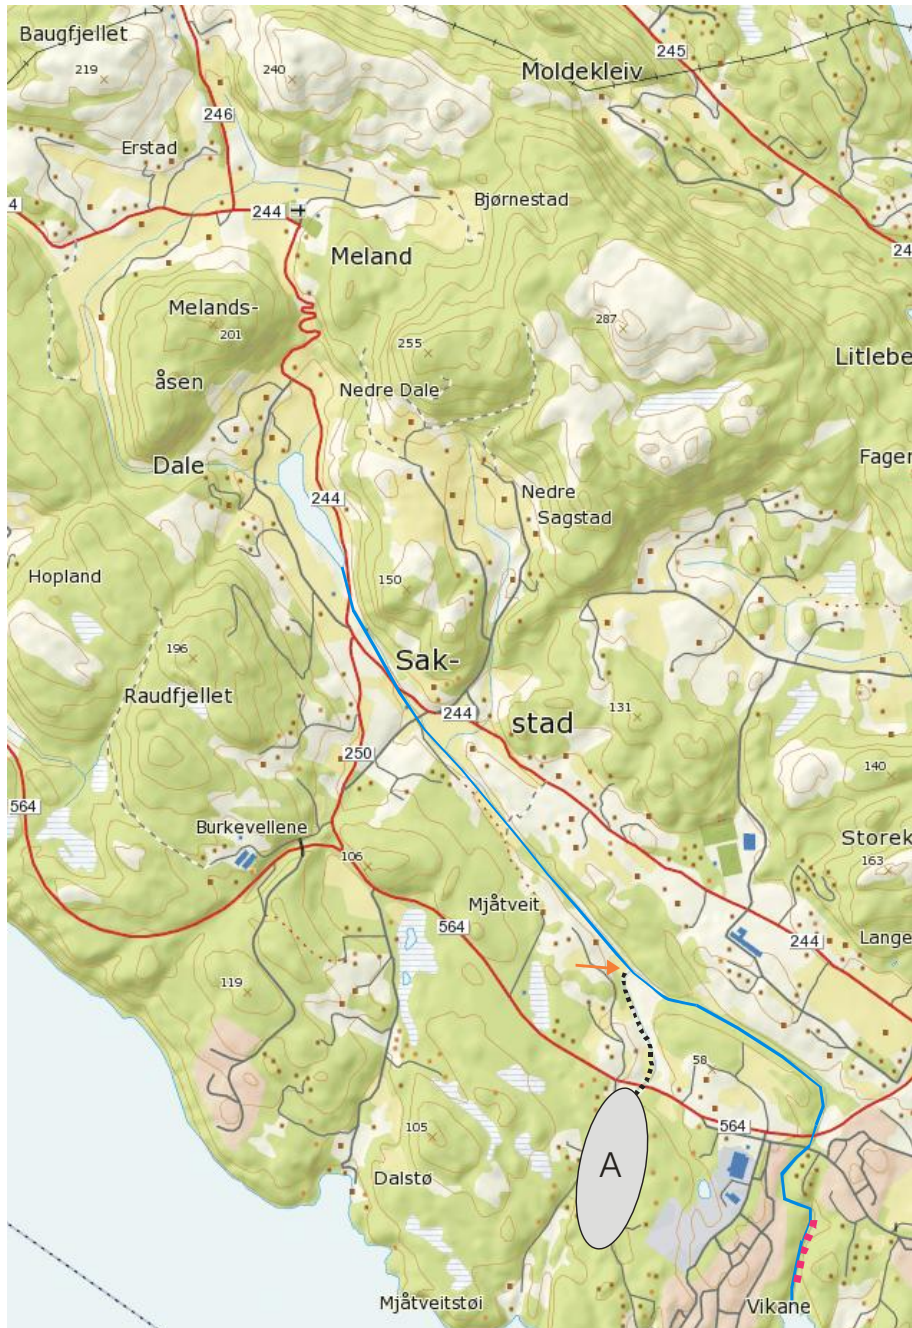 Baugfjellet
219
240
245
Moldekleiv
246
Erstad
4
244
Bjørnestad
24
Meland
Melands-
201
åsen
255
287
Litlebe
Nedre Dale
Dale
Fager
244
Nedre
Sagstad
Hopland
150
196
Sak-
Raudfjellet
244
131
stad
250
140
564
Burkevellene
106
Storek
163
Mjåtveit
564
244
Lange
119
58
105
564
A
Dalstø
Mjåtveitstøi
Vikane